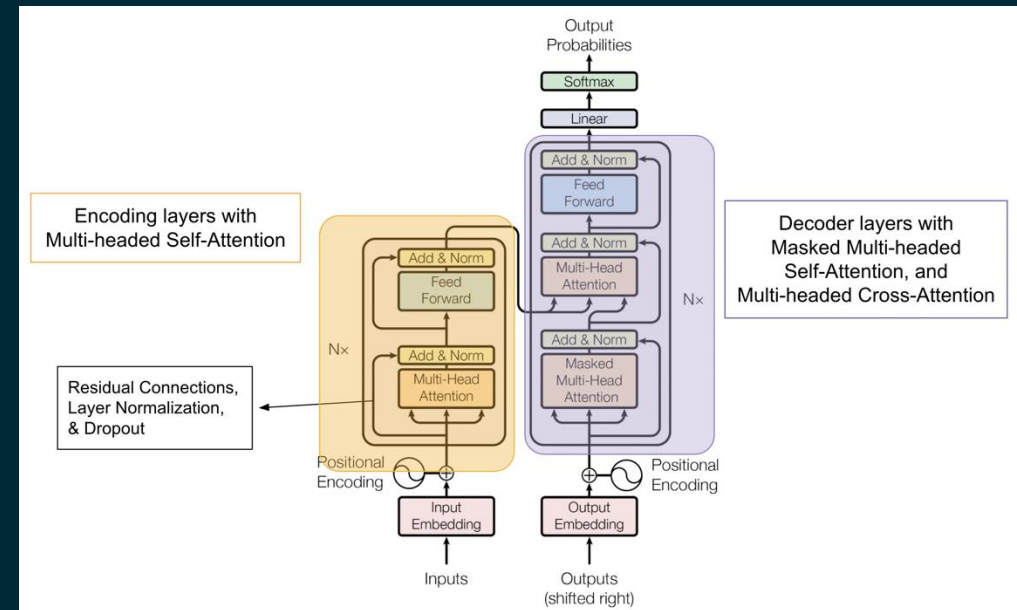 Output
Probabilities
Softmax
Linear
Add & Norm
Feed
Forward
Add & Norm
Multi-Head
Attention
Nx
Add & Norm
Masked
Multi-Head
Attention
Decoder layers with
Masked Multi-headed
Self-Attention, and
Multi-headed Cross-Attention
Encoding layers with
Multi-headed Self-Attention
Add & Norm
Feed
Forward
Nx
Add & Norm
Multi-Head
Attention
Residual Connections,
Layer Normalization,
& Dropout
Positional
Encoding
Positional
Encoding
Input
Embedding
Output
Embedding
Inputs
Outputs
(shifted right)